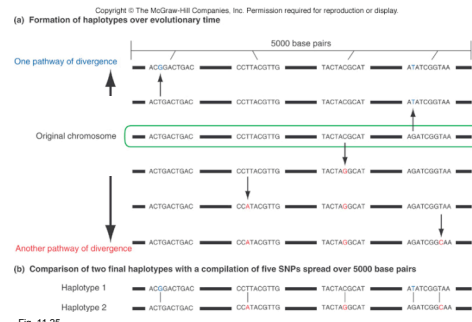 Copyright © The McGraw-Hill Companies, Inc. Permission required for reproduction or display.
(a) Formation of haplotypes over evolutionary time
5000 base pairs
One pathway of divergence
ACGGACTGAC CCTTACGTTG TACTACGCAT ATATCGGTAA
ACTGACTGAC CCTTACGTTG TACTACGCAT ATATCGGTAA
Original chromosome ACTGACTGAC CCTTACGTTG TACTACGCAT AGATCGGTAA
ACTGACTGAC CCTTACGTTG TACTAGGCAT AGATCGGTAA
ACTGACTGAC CCATACGTTG TACTAGGCAT AGATCGGTAA
Another pathway of divergence ACTGACTGAC CCATACGTTG TACTAGGCAT AGATCGGCAA
(b) Comparison of two final haplotypes with a compilation of five SNPs spread over 5000 base pairs
Haplotype 1 ACGGACTGAC CCTTACGTTG TACTACGCAT ATATCGGTAA
Haplotype 2 ACTGACTGAC CCATACGTTG TACTAGGCAT AGATCGGCAA
Fig. 11.25